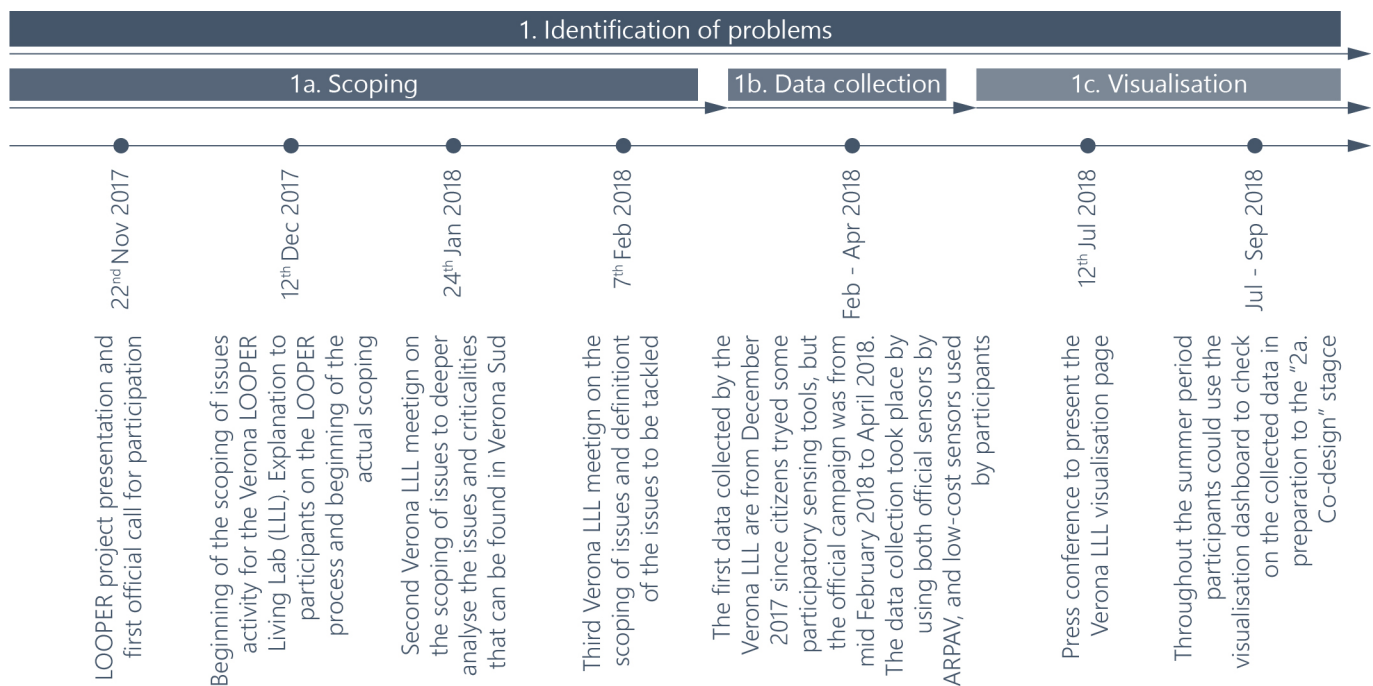 1. Identification of problems
1a. Scoping
1b. Data collection
1c. Visualisation
22nd Nov 2017
12th Dec 2017
24th Jan 2018
7th Feb 2018
Feb - Apr 2018
12th Jul 2018
Jul - Sep 2018
LOOPER project presentation and
first official call for participation
Beginning of the scoping of issues
activity for the Verona LOOPER
Living Lab (LLL). Explanation to
participants on the LOOPER
process and beginning of the
actual scoping
Second Verona LLL meetign on
the scoping of issues to deeper
analyse the issues and criticalities
that can be found in Verona Sud
Third Verona LLL meetign on the
scoping of issues and definitiont
of the issues to be tackled
The first data collected by the
Verona LLL are from December
2017 since citizens tryed some
participatory sensing tools, but
the official campaign was from
mid February 2018 to April 2018.
The data collection took place by
using both official sensors by
ARPAV, and low-cost sensors used
by participants
Press conference to present the
Verona LLL visualisation page
Throughout the summer period
participants could use the
visualisation dashboard to check
on the collected data in
preparation to the “2a.
Co-design” stagce